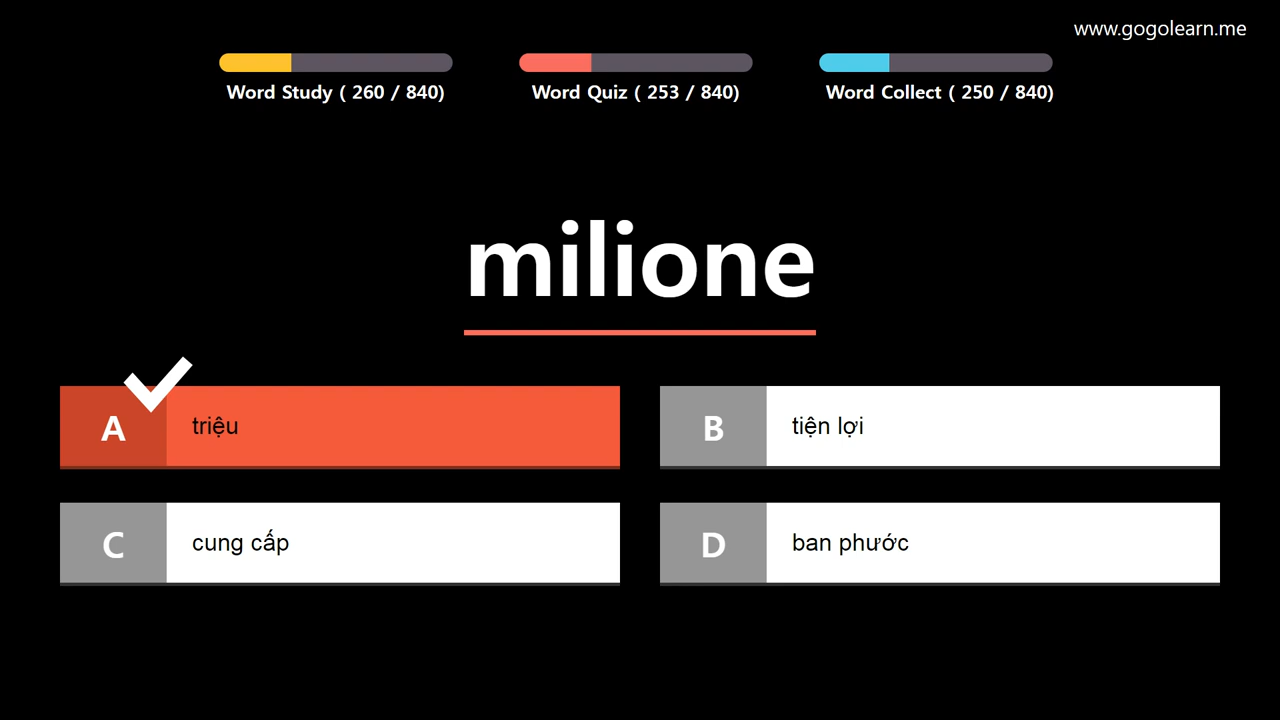 www.gogolearn.me
Word Study ( 260 / 840)
Word Quiz ( 253 / 840)
Word Collect ( 250 / 840)
milione
A triệu
B tiện lợi
C cung cấp
D ban phước